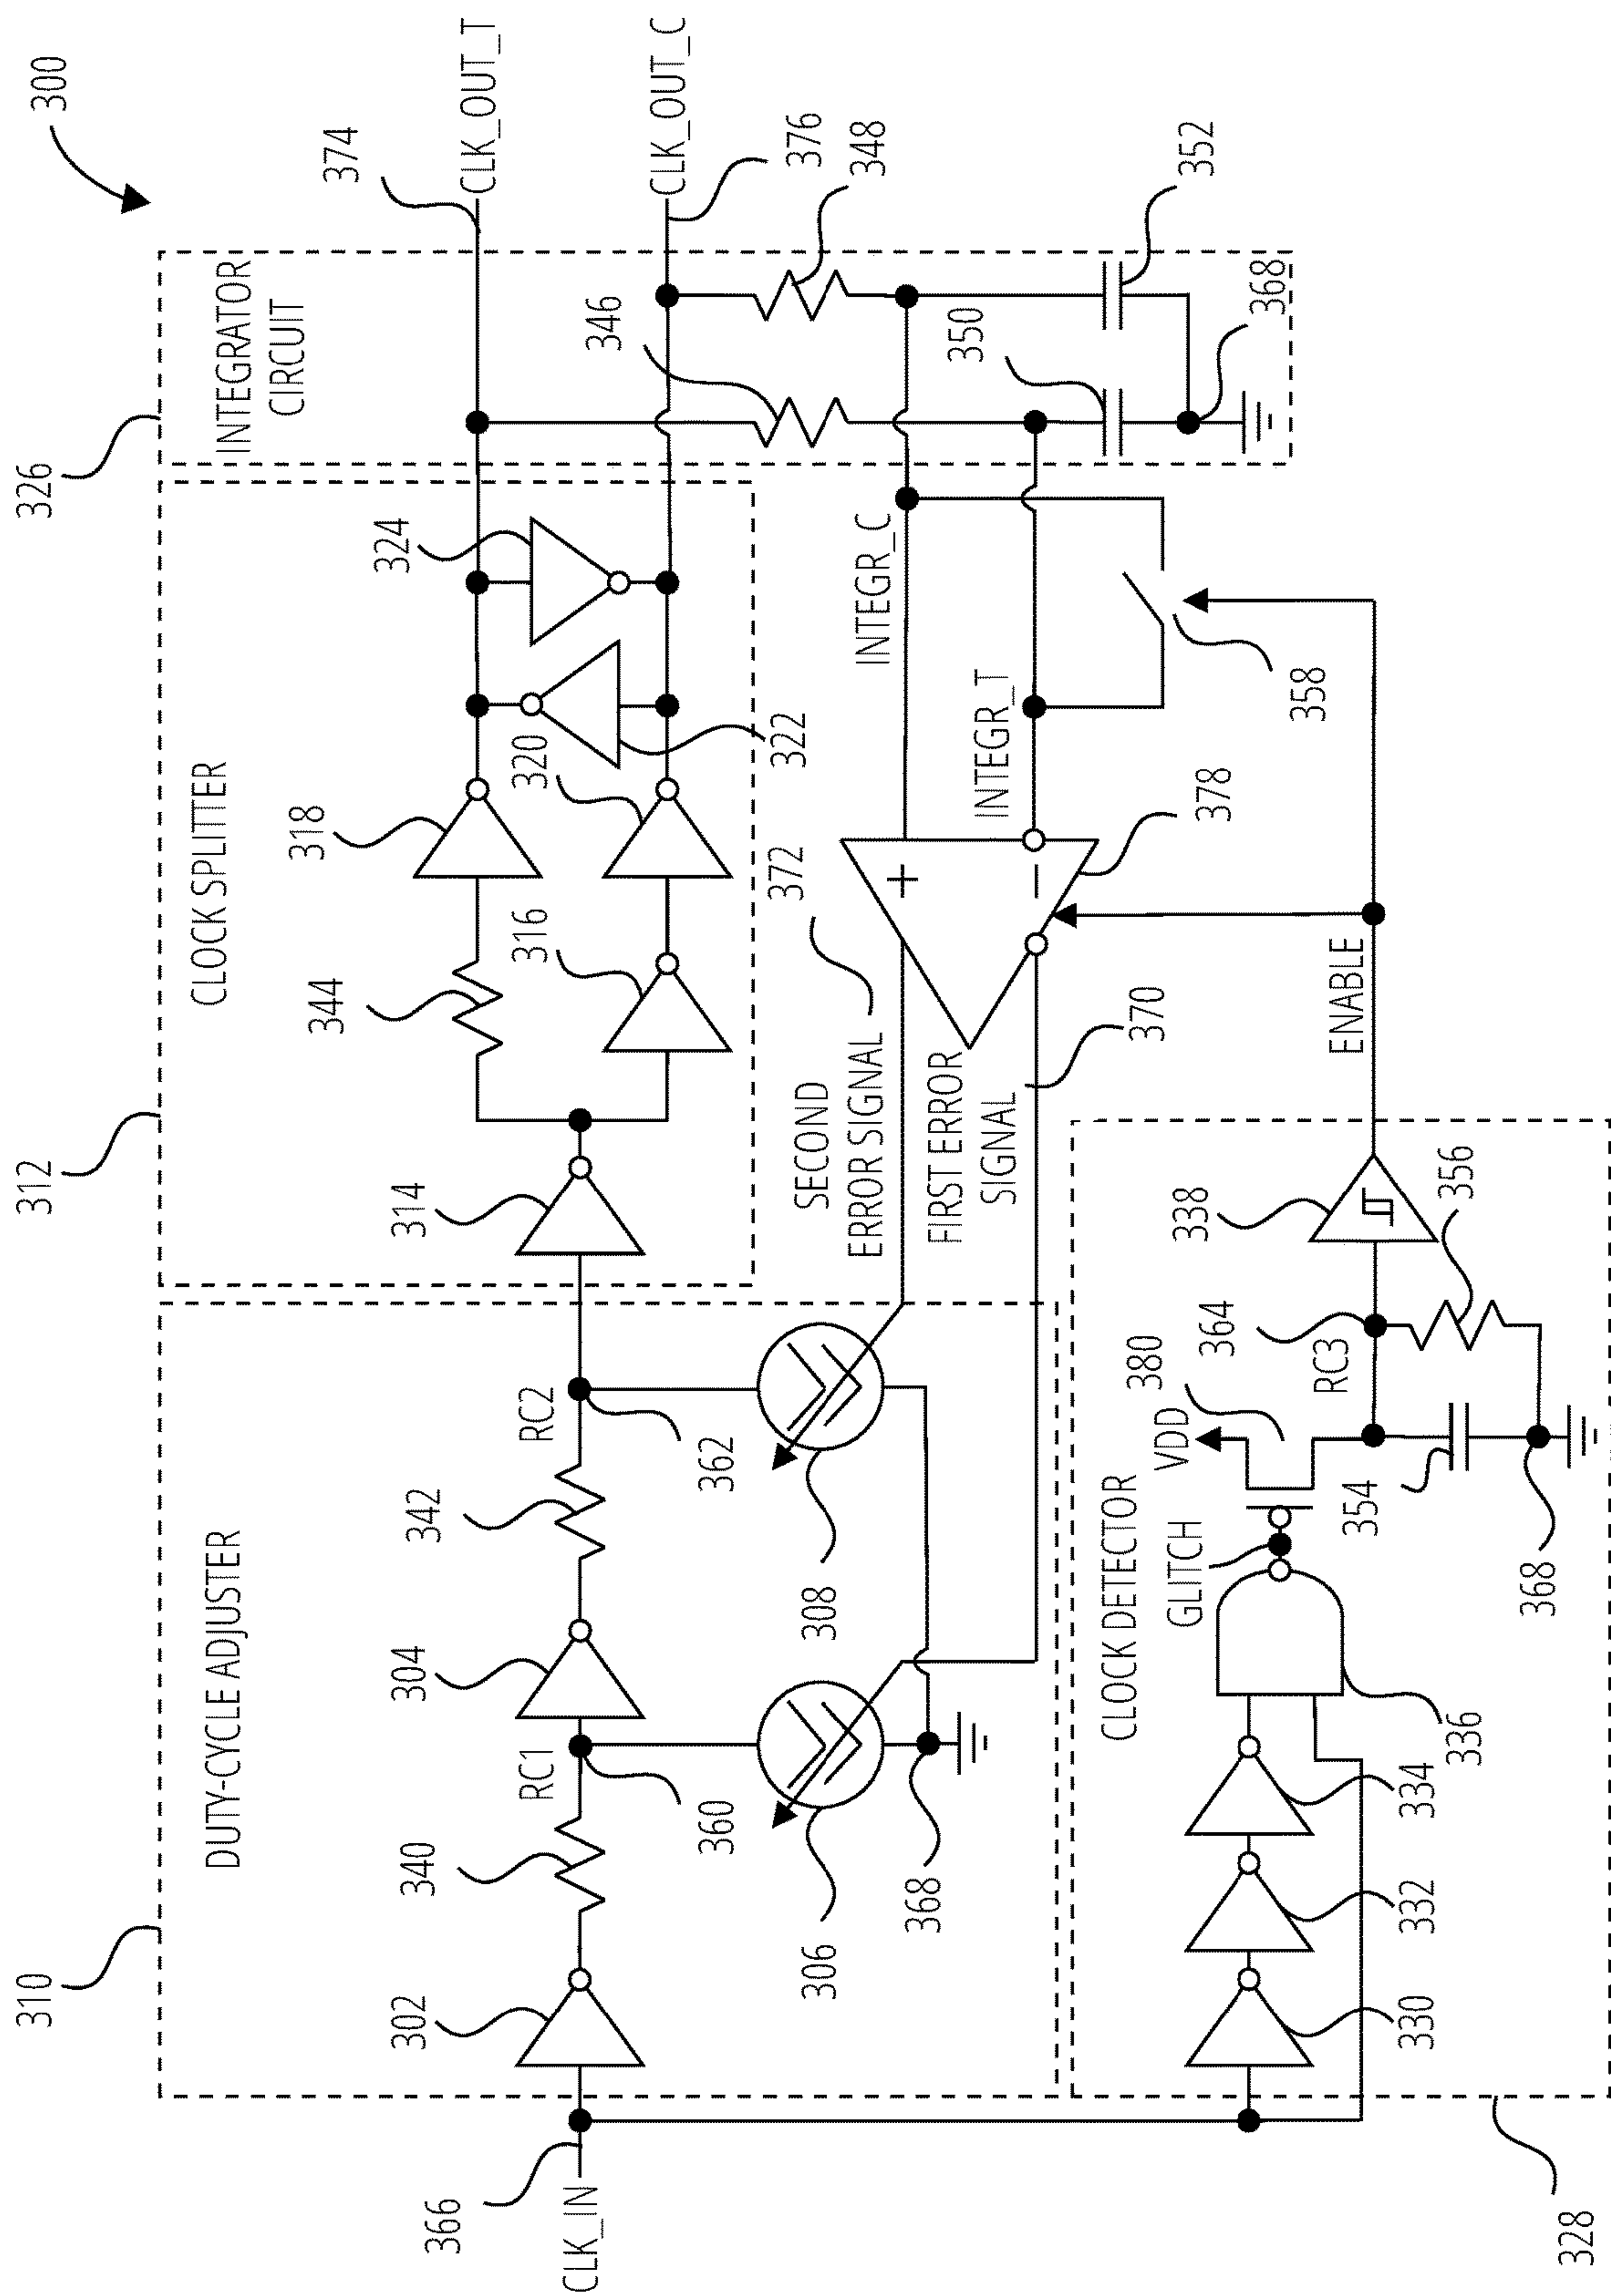 300
326
312
310
INTEGRATOR
CIRCUIT
CLOCK SPLITTER
DUTY-CYCLE ADJUSTER
374
CLK_OUT_T
CLK_OUT_C
376
348
352
346
350
368
324
318
344
316
320
322
314
304
342
340
302
RC1
RC2
360
362
306
308
368
366
CLK_IN
INTEGR_C
INTEGR_T
+
−
372
SECOND
ERROR SIGNAL
FIRST ERROR
SIGNAL
370
378
358
ENABLE
CLOCK DETECTOR
GLITCH
VDD
380
RC3
364
338
356
354
368
336
334
332
330
328